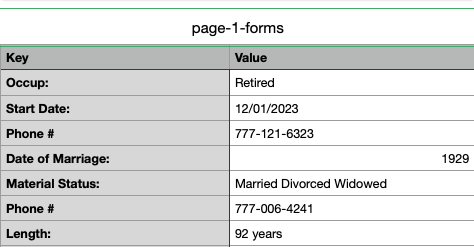 page-1-forms
Key Value
Occup: Retired
Start Date: 12/01/2023
Phone # 777-121-6323
Date of Marriage: 1929
Material Status: Married Divorced Widowed
Phone # 777-006-4241
Length: 92 years